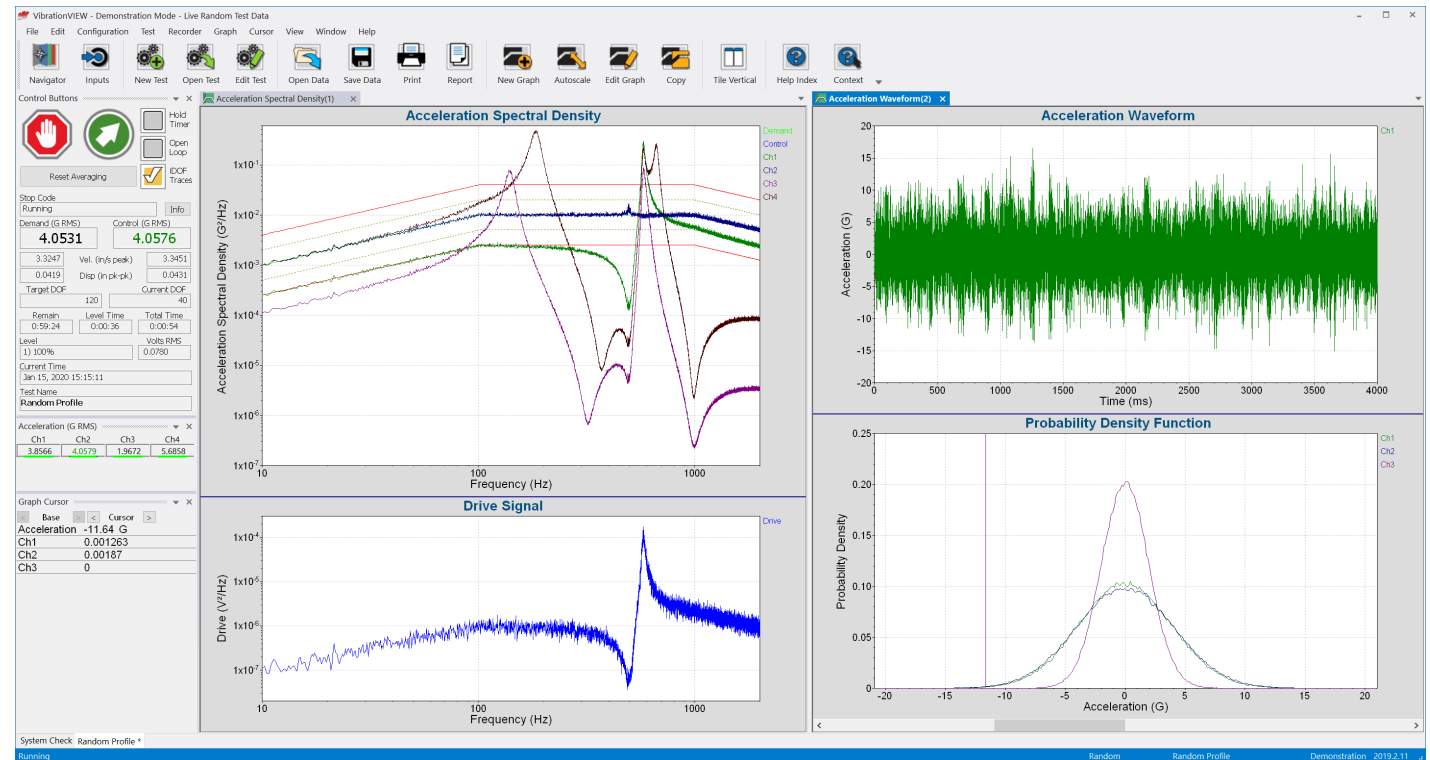 VibrationVIEW - Demonstration Mode - Live Random Test Data
File Edit Configuration Test Recorder Graph Cursor View Window Help
Navigator Inputs New Test Open Test Edit Test Open Data Save Data Print Report New Graph Autoscale Edit Graph Copy Tile Vertical Help Index Context
Control Buttons
Hold Timer
Open Loop
IDOF Traces
Reset Averaging
Stop Code
Running Info
Demand (G RMS) Control (G RMS)
4.0531 4.0576
3.3247 Vel. (in/s peak) 3.3451
0.0419 Disp (in pk-pk) 0.0431
Target DOF Current DOF
120 40
Remain Level Time Total Time
0:59:24 0:00:36 0:00:54
Level Volts RMS
1) 100% 0.0780
Current Time
Jan 15, 2020 15:15:11
Test Name
Random Profile
Acceleration (G RMS)
Ch1 Ch2 Ch3 Ch4
3.8566 4.0579 1.9672 5.6858
Graph Cursor
< Base > < Cursor >
Acceleration -11.64 G
Ch1 0.001263
Ch2 0.00187
Ch3 0
System Check Random Profile *
Acceleration Spectral Density(1)
Acceleration Spectral Density
Demand
Control
Ch1
Ch2
Ch3
Ch4
Acceleration Spectral Density (G²/Hz)
1x10-1
1x10-2
1x10-3
1x10-4
1x10-5
1x10-6
1x10-7
10 100 1000
Frequency (Hz)
Drive Signal
Drive
Drive (V²/Hz)
1x10-4
1x10-5
1x10-6
1x10-7
10 100 1000
Frequency (Hz)
Acceleration Waveform(2)
Acceleration Waveform
Ch1
Acceleration (G)
20
15
10
5
0
-5
-10
-15
-20
0 500 1000 1500 2000 2500 3000 3500 4000
Time (ms)
Probability Density Function
Ch1
Ch2
Ch3
Probability Density
0.25
0.20
0.15
0.10
0.05
0
-20 -15 -10 -5 0 5 10 15 20
Acceleration (G)
Running Random Random Profile Demonstration 2019.2.11